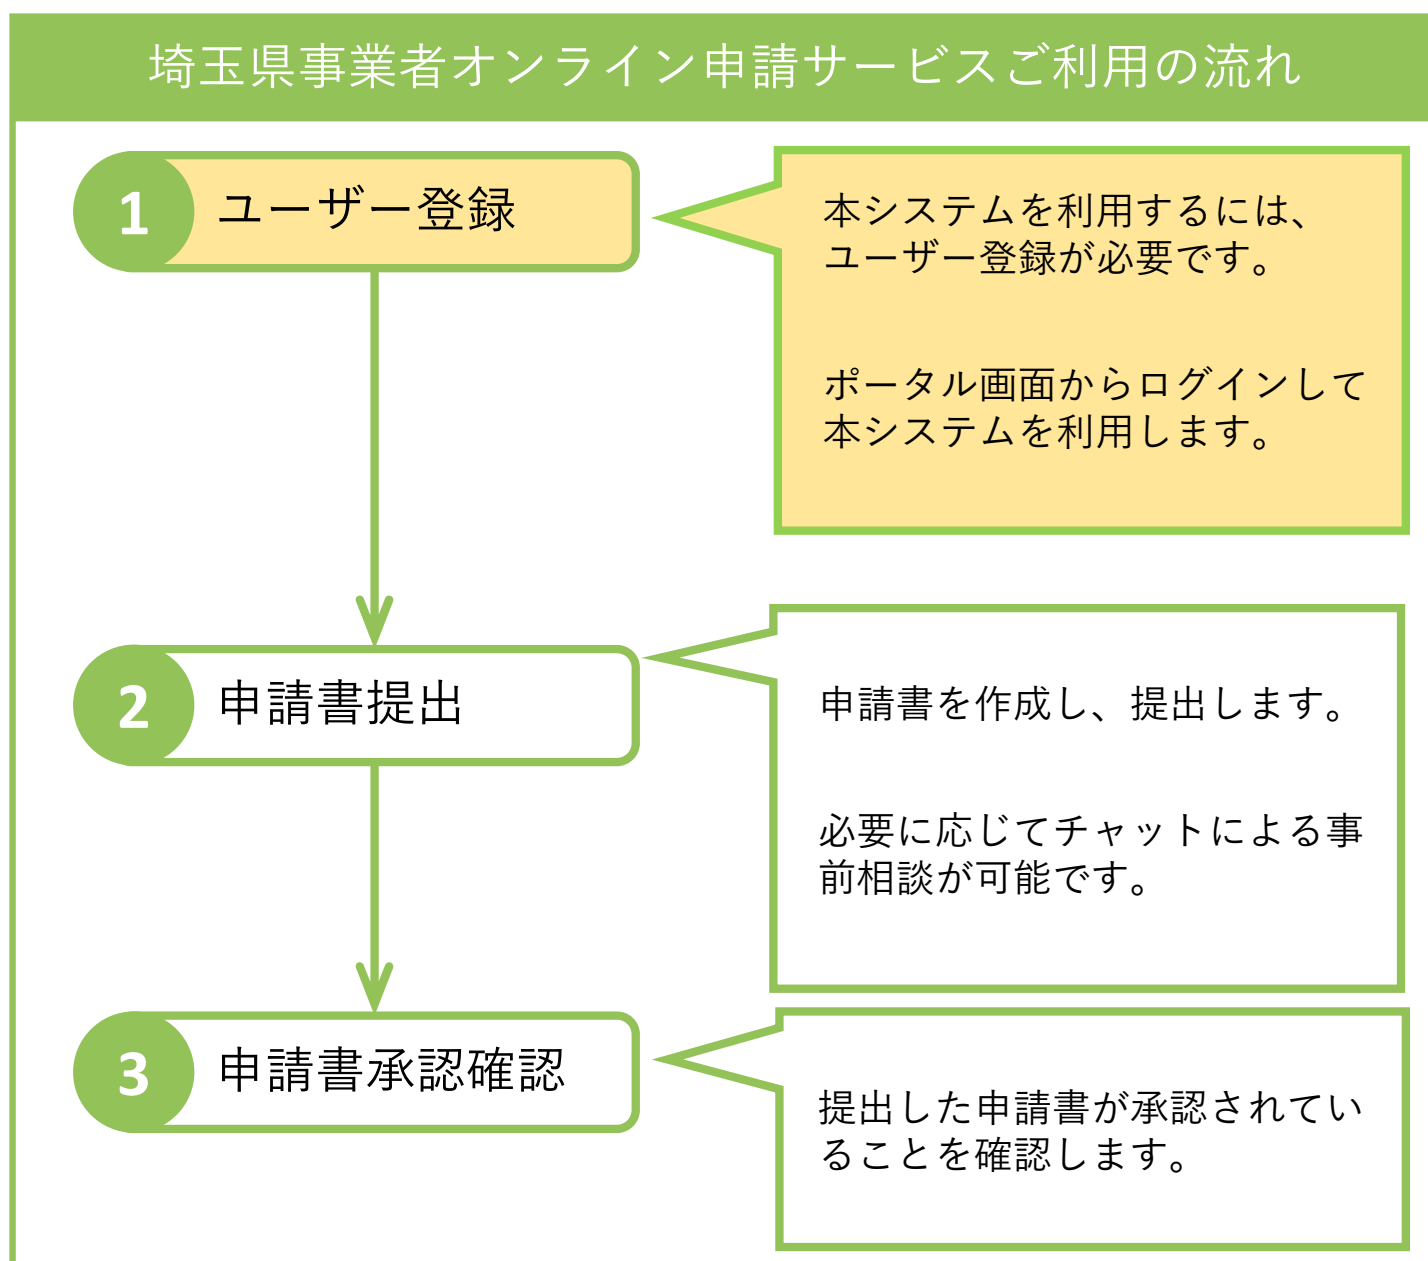 埼玉県事業者オンライン申請サービスご利用の流れ
1
ユーザー登録
本システムを利用するには、
ユーザー登録が必要です。
ポータル画面からログインして
本システムを利用します。
2
申請書提出
申請書を作成し、提出します。
必要に応じてチャットによる事
前相談が可能です。
3
申請書承認確認
提出した申請書が承認されてい
ることを確認します。